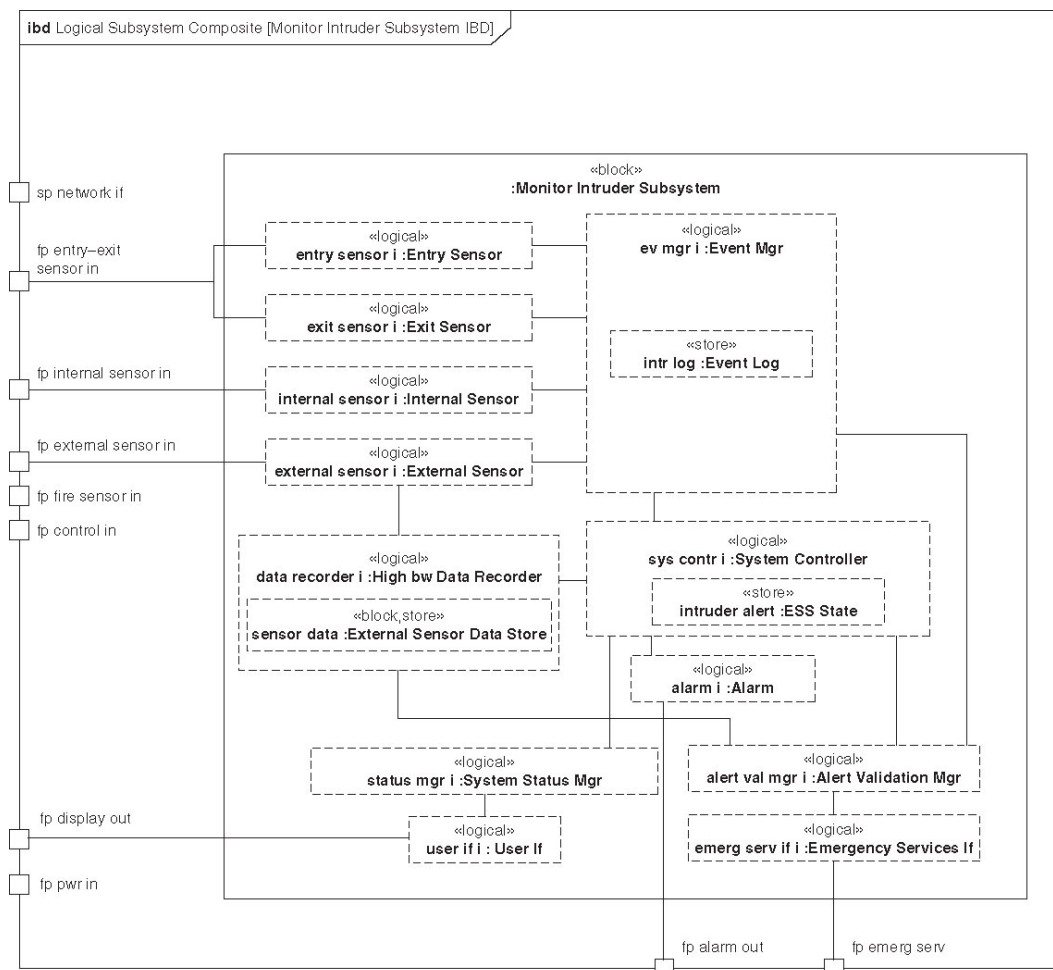 ibd Logical Subsystem Composite [Monitor Intruder Subsystem IBD]
«block»
:Monitor Intruder Subsystem
sp network if
fp entry–exit
sensor in
«logical»
entry sensor i :Entry Sensor
«logical»
ev mgr i :Event Mgr
«logical»
exit sensor i :Exit Sensor
«store»
intr log :Event Log
fp internal sensor in
«logical»
internal sensor i :Internal Sensor
fp external sensor in
«logical»
external sensor i :External Sensor
fp fire sensor in
fp control in
«logical»
data recorder i :High bw Data Recorder
«block,store»
sensor data :External Sensor Data Store
«logical»
sys contr i :System Controller
«store»
intruder alert :ESS State
«logical»
alarm i :Alarm
«logical»
status mgr i :System Status Mgr
«logical»
alert val mgr i :Alert Validation Mgr
fp display out
«logical»
user if i : User If
«logical»
emerg serv if i :Emergency Services If
fp pwr in
fp alarm out
fp emerg serv